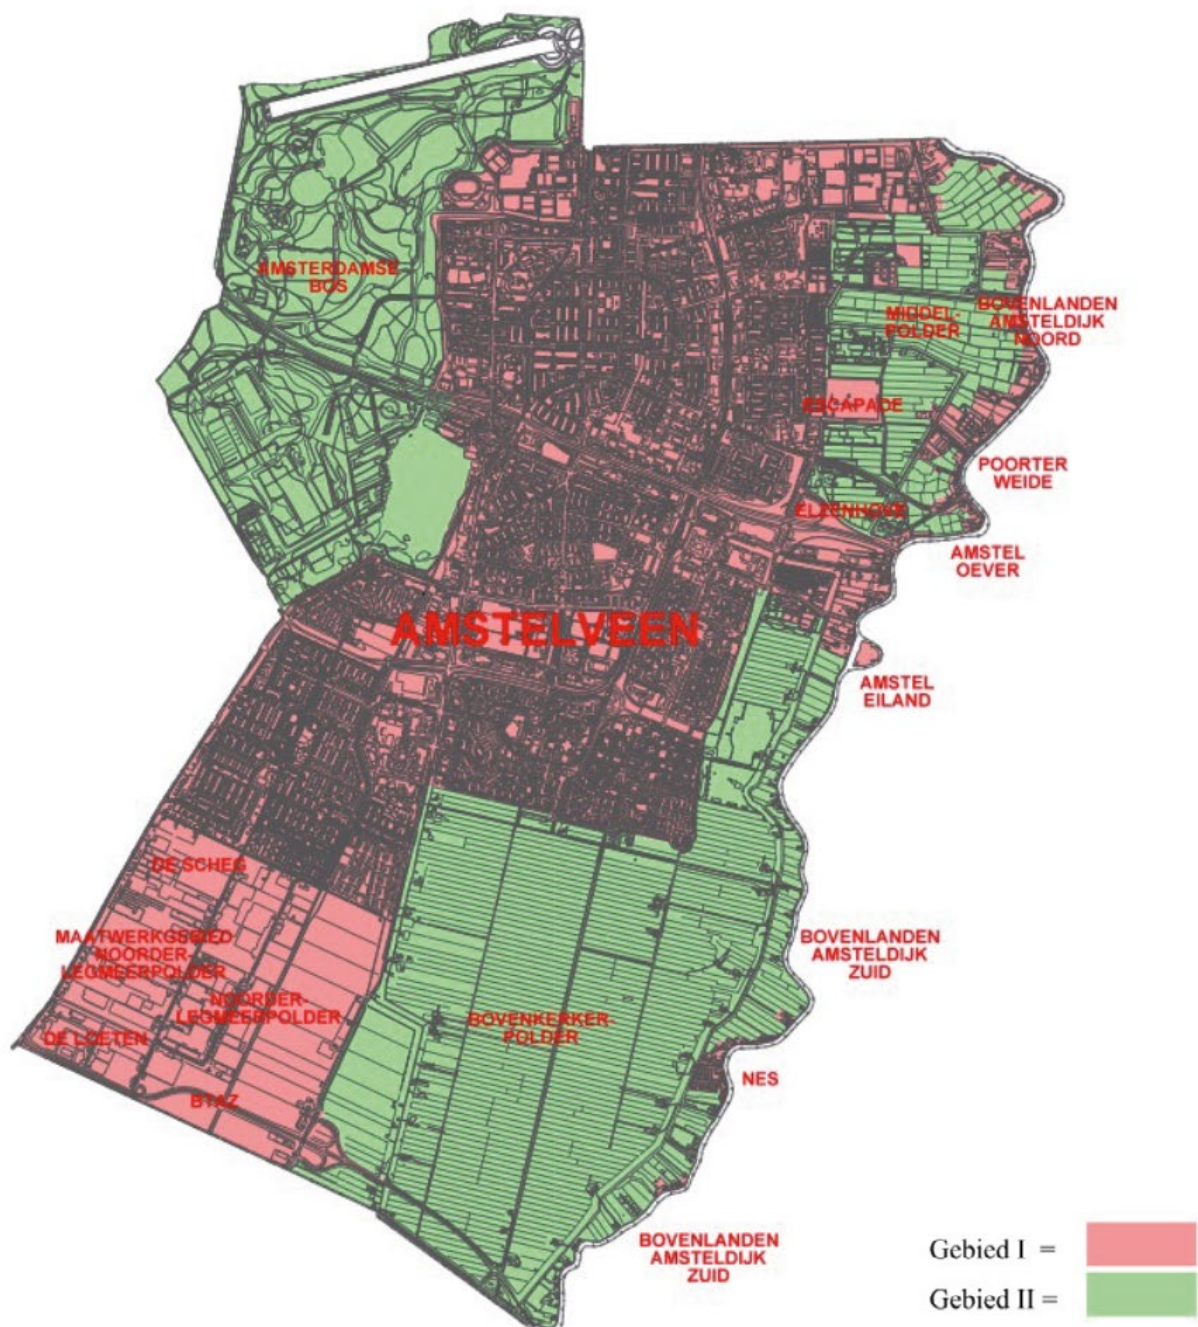 AMSTERDAMSE
BOS
MIDDEL-
POLDER
BOVENLANDEN
AMSTELDIJK
NOORD
ESCAPADE
POORTER
WEIDE
ELZENHOVE
AMSTEL
OEVER
AMSTELVEEN
AMSTEL
EILAND
DE SCHEG
MAATWERKGEBIED
NOORDER-
LEGMEERPOLDER
NOORDER-
LEGMEERPOLDER
DE LOETEN
BTAZ
BOVENKERKER-
POLDER
BOVENLANDEN
AMSTELDIJK
ZUID
NES
BOVENLANDEN
AMSTELDIJK
ZUID
Gebied I =
Gebied II =